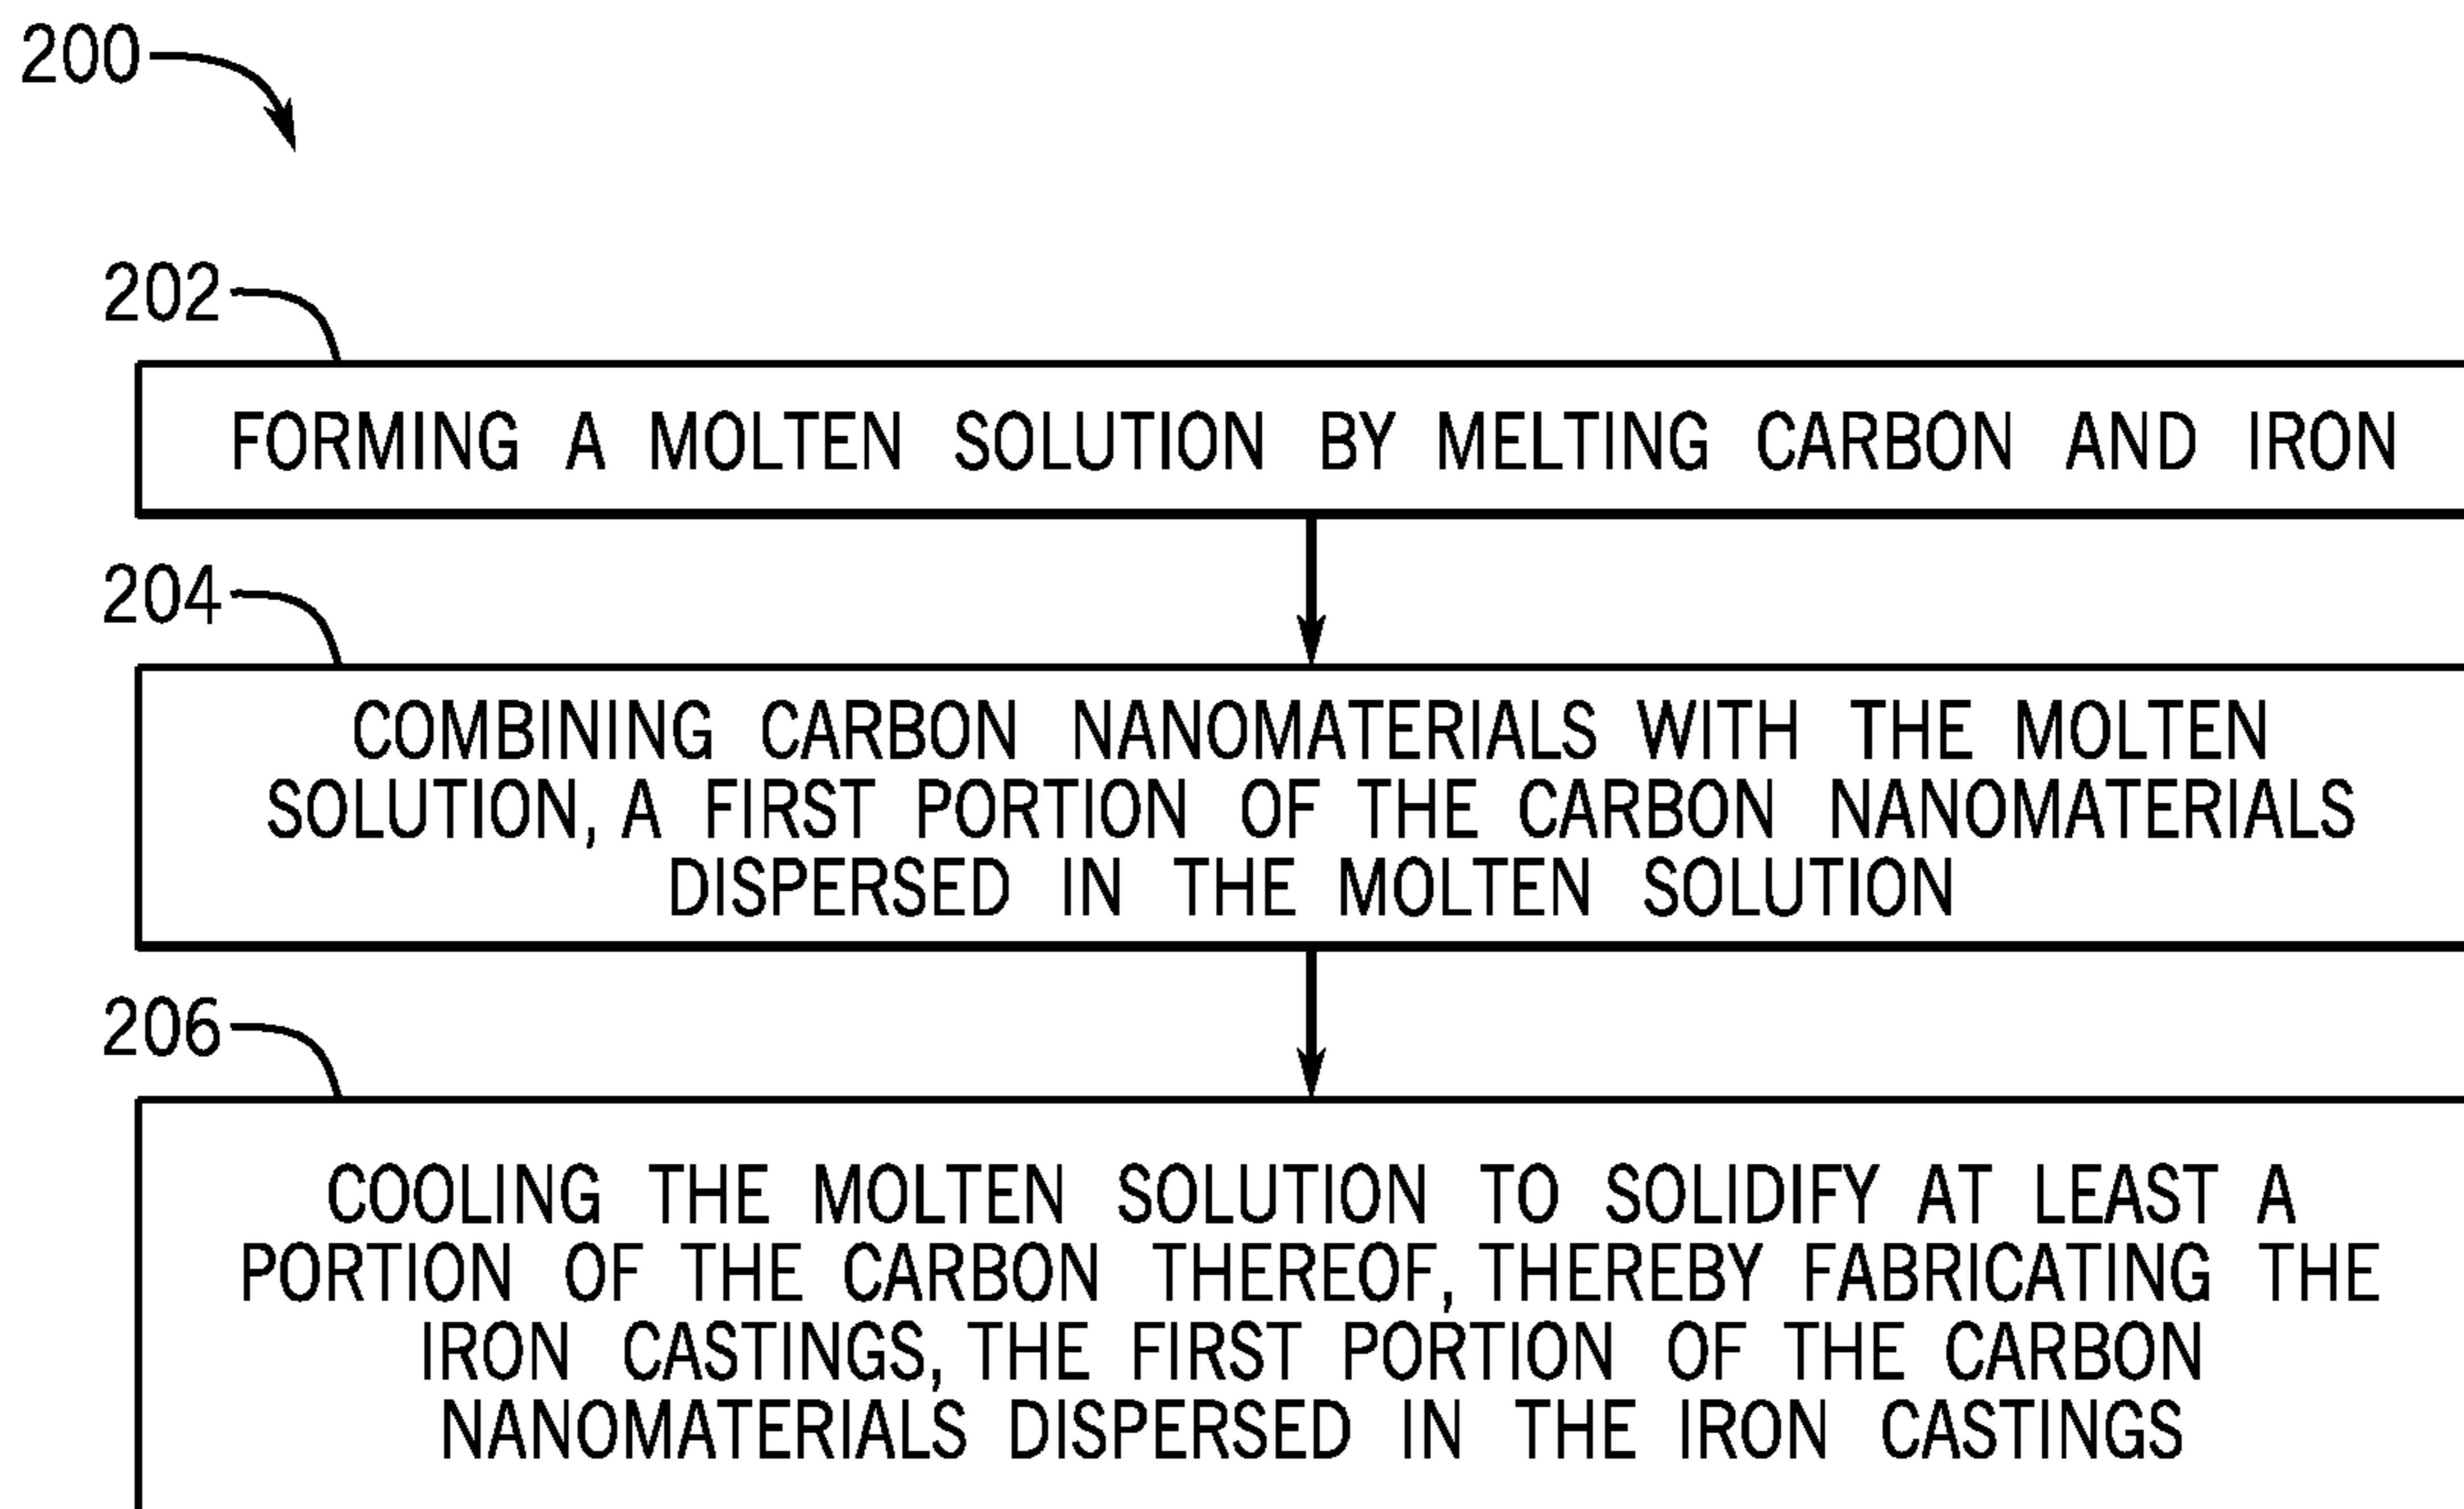 200
202
FORMING A MOLTEN SOLUTION BY MELTING CARBON AND IRON
204
COMBINING CARBON NANOMATERIALS WITH THE MOLTEN
SOLUTION, A FIRST PORTION OF THE CARBON NANOMATERIALS
DISPERSED IN THE MOLTEN SOLUTION
206
COOLING THE MOLTEN SOLUTION TO SOLIDIFY AT LEAST A
PORTION OF THE CARBON THEREOF, THEREBY FABRICATING THE
IRON CASTINGS, THE FIRST PORTION OF THE CARBON
NANOMATERIALS DISPERSED IN THE IRON CASTINGS